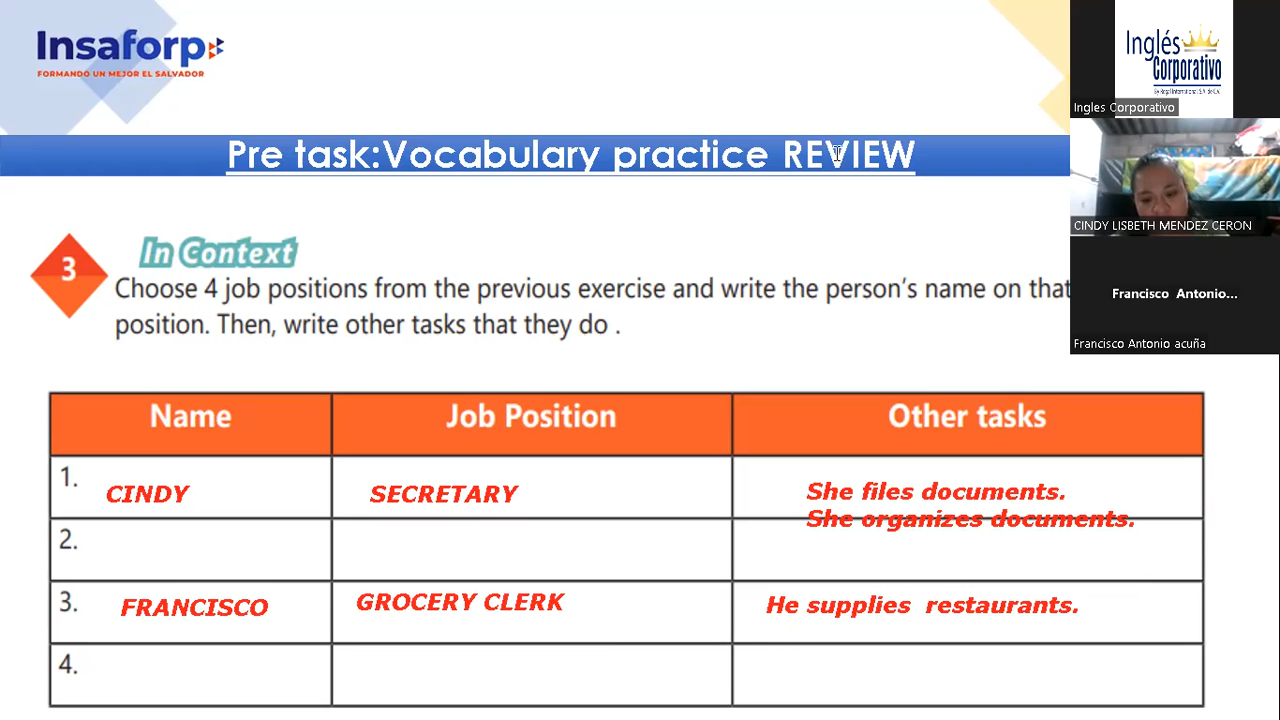 Insaforp
FORMANDO UN MEJOR EL SALVADOR
Inglés
Corporativo
Ingles Corporativo
Pre task:Vocabulary practice REVIEW
CINDY LISBETH MENDEZ CERON
3
In Context
Choose 4 job positions from the previous exercise and write the person's name on that
position. Then, write other tasks that they do .
Francisco Antonio...
Francisco Antonio acuña
Name Job Position Other tasks
1. CINDY SECRETARY She files documents.
She organizes documents.
2.
3. FRANCISCO GROCERY CLERK He supplies restaurants.
4.